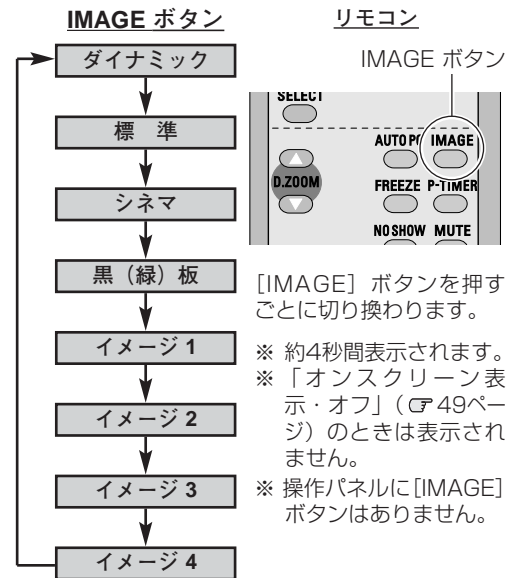 IMAGE ボタン
ダイナミック
標 準
シネマ
黒（緑）板
イメージ 1
イメージ 2
イメージ 3
イメージ 4
リモコン
IMAGE ボタン
SELECT
AUTO PC IMAGE
D.ZOOM
FREEZE P-TIMER
NO SHOW MUTE
［IMAGE］ボタンを押す
ごとに切り換わります。
※ 約4秒間表示されます。
※「オンスクリーン表
示・オフ」（☞49ペー
ジ）のときは表示され
ません。
※ 操作パネルに［IMAGE］
ボタンはありません。